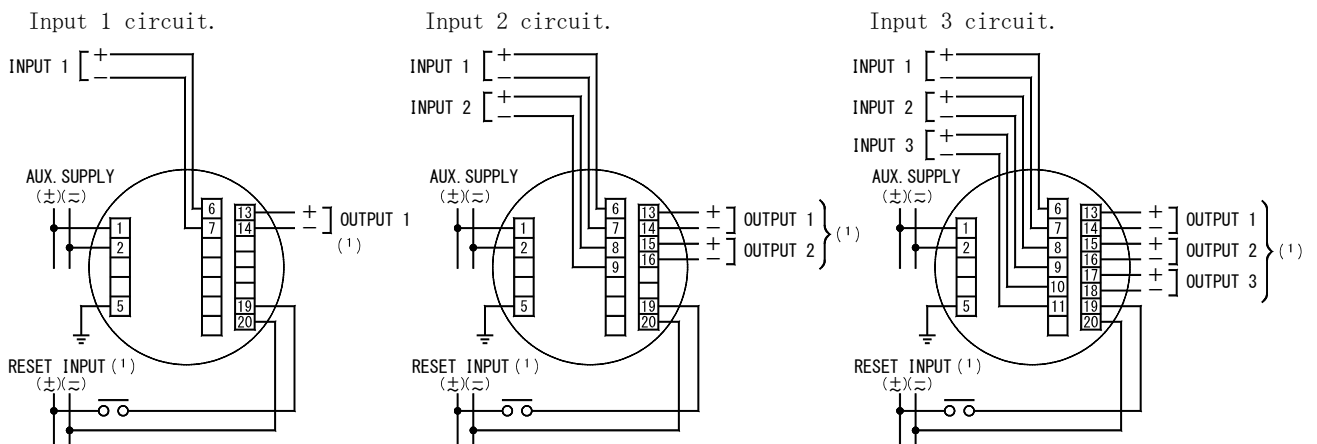 Input 1 circuit.
INPUT 1 [ + −
AUX. SUPPLY
(±)(≂)
1
2
5
6
7
13
14
19
20
+ − ] OUTPUT 1
(1)
RESET INPUT (1)
(±)(≂)
Input 2 circuit.
INPUT 1 [ + −
INPUT 2 [ + −
AUX. SUPPLY
(±)(≂)
1
2
5
6
7
8
9
13
14
15
16
19
20
+ − ] OUTPUT 1
+ − ] OUTPUT 2
(1)
RESET INPUT (1)
(±)(≂)
Input 3 circuit.
INPUT 1 [ + −
INPUT 2 [ + −
INPUT 3 [ + −
AUX. SUPPLY
(±)(≂)
1
2
5
6
7
8
9
10
11
13
14
15
16
17
18
19
20
+ − ] OUTPUT 1
+ − ] OUTPUT 2
+ − ] OUTPUT 3
(1)
RESET INPUT (1)
(±)(≂)